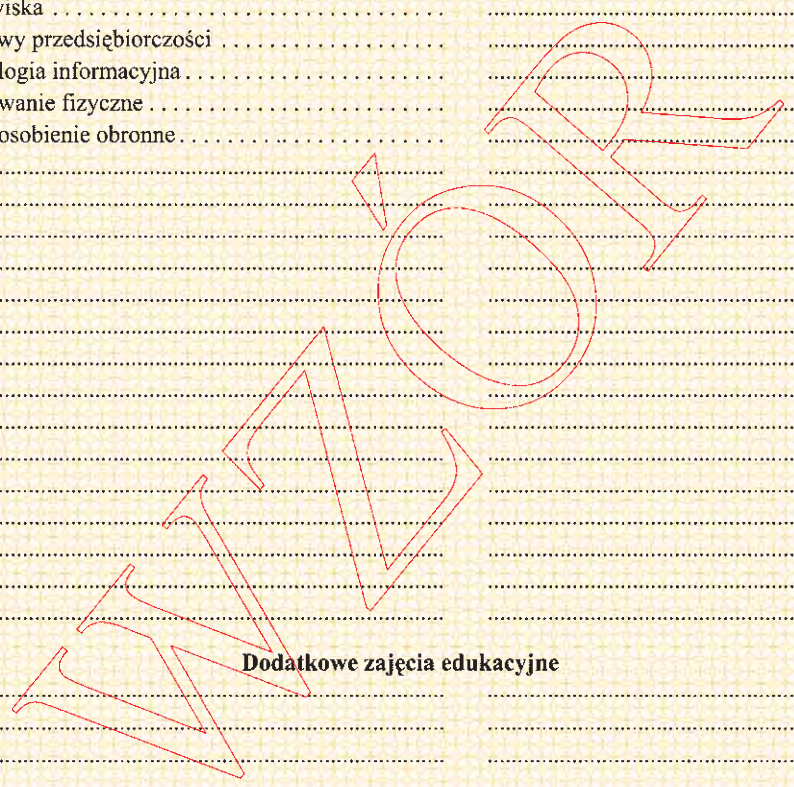 wiska
wy przedsiębiorczości
logia informacyjna
wanie fizyczne
osobienie obronne
WZÓR
Dodatkowe zajęcia edukacyjne